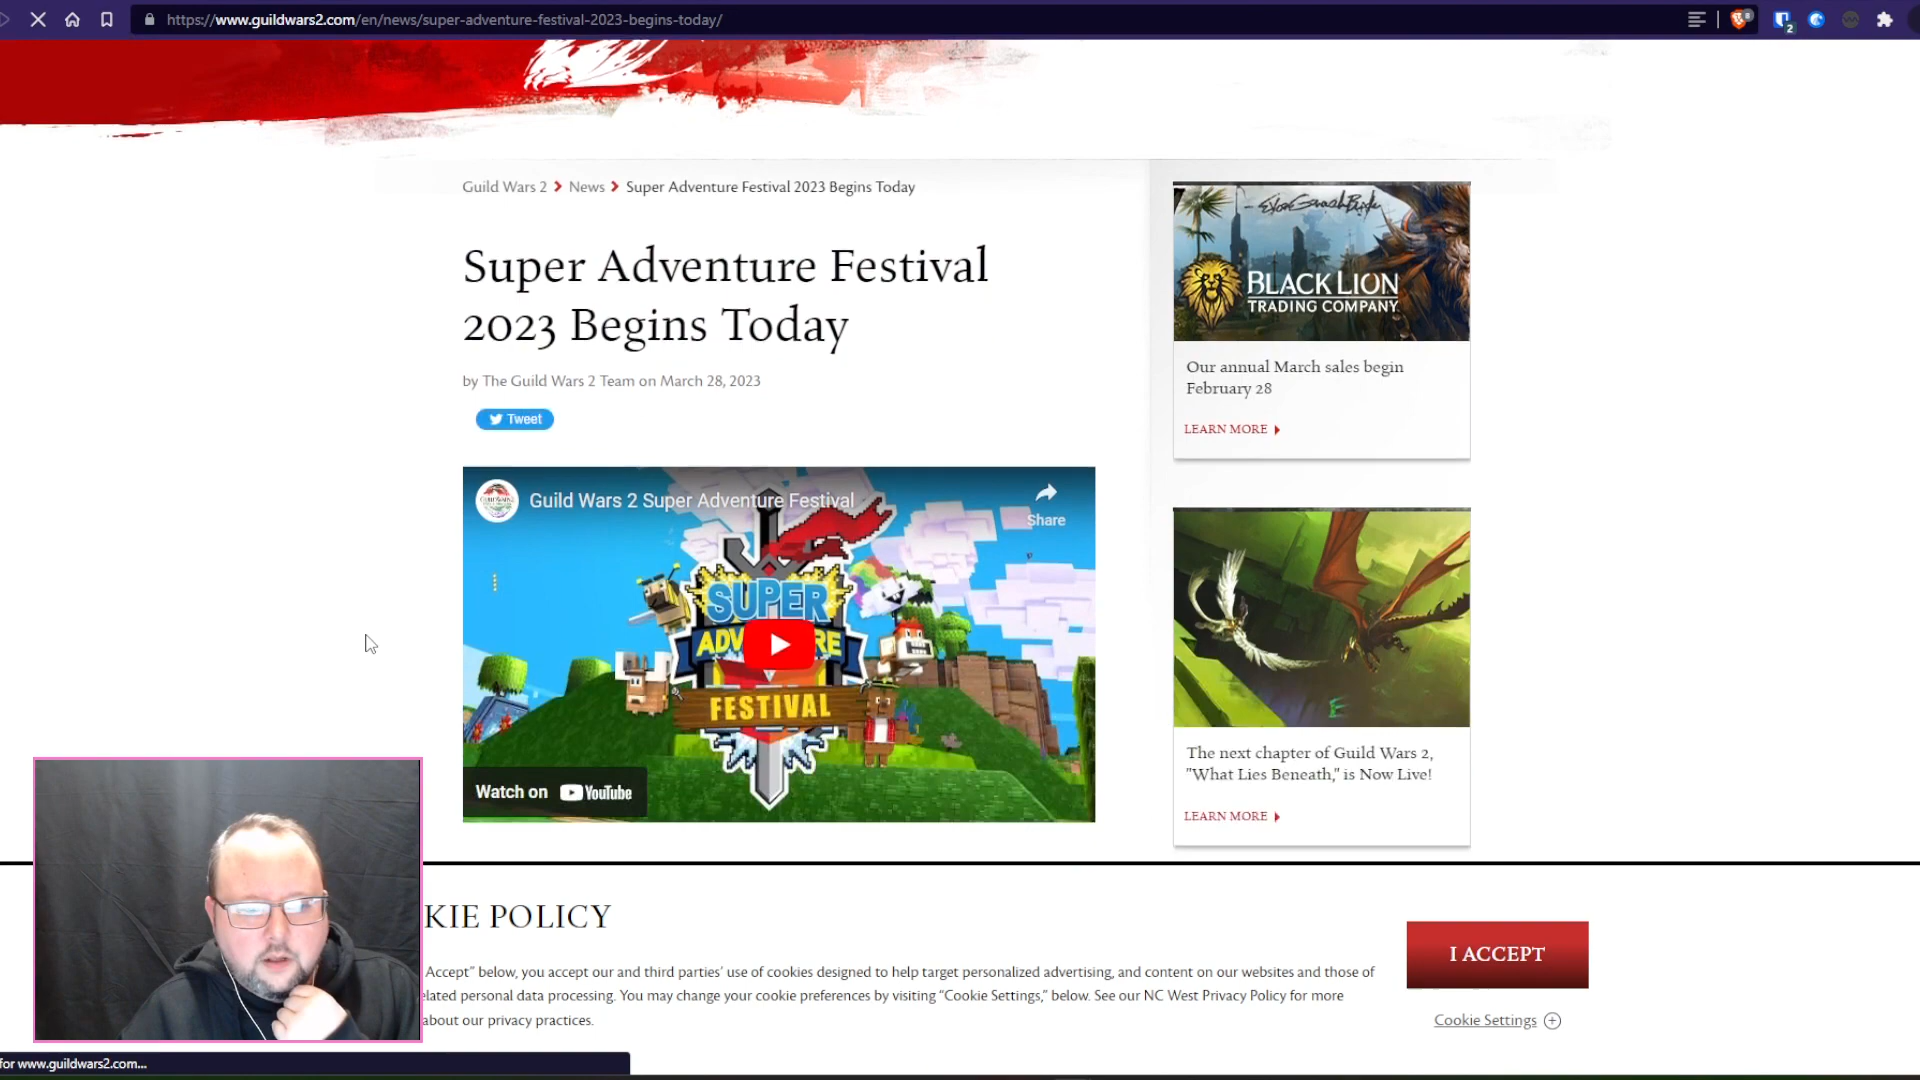 https://www.guildwars2.com/en/news/super-adventure-festival-2023-begins-today/
2
Guild Wars 2 News Super Adventure Festival 2023 Begins Today
Super Adventure Festival
2023 Begins Today
by The Guild Wars 2 Team on March 28, 2023
Tweet
Guild Wars 2 Super Adventure Festival
Share
SUPER
ADVENTURE
FESTIVAL
Watch on YouTube
BLACK LION
TRADING COMPANY
Our annual March sales begin
February 28
LEARN MORE
The next chapter of Guild Wars 2,
"What Lies Beneath," is Now Live!
LEARN MORE
KIE POLICY
Accept" below, you accept our and third parties' use of cookies designed to help target personalized advertising, and content on our websites and those of
elated personal data processing. You may change your cookie preferences by visiting "Cookie Settings," below. See our NC West Privacy Policy for more
about our privacy practices.
I ACCEPT
Cookie Settings
for www.guildwars2.com...